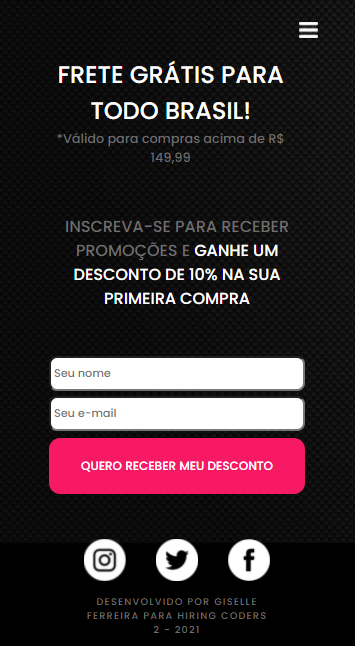 FRETE GRÁTIS PARA
TODO BRASIL!
*Válido para compras acima de R$
149,99
INSCREVA-SE PARA RECEBER
PROMOÇÕES E GANHE UM
DESCONTO DE 10% NA SUA
PRIMEIRA COMPRA
Seu nome
Seu e-mail
QUERO RECEBER MEU DESCONTO
DESENVOLVIDO POR GISELLE
FERREIRA PARA HIRING CODERS
2 - 2021